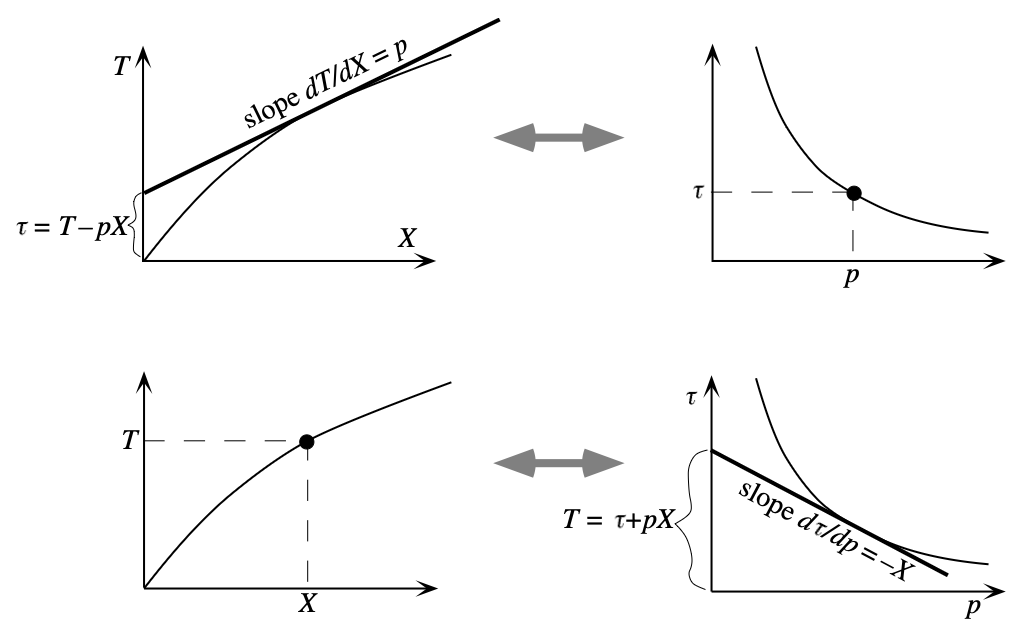 T
slope dT/dX = p
τ = T−pX
X
τ
p
T
X
τ
T = τ+pX
slope dτ/dp = −X
p